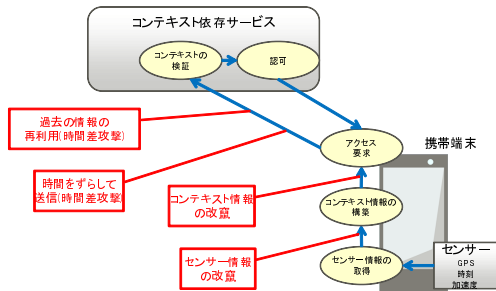 コンテキスト依存サービス
コンテキストの
検証
認可
過去の情報の
再利用(時間差攻撃)
アクセス
要求
携帯端末
時間をずらして
送信(時間差攻撃)
コンテキスト情報
の改竄
コンテキスト情報の
構築
センサー情報
の改竄
センサー情報の
取得
センサー
GPS
時刻
加速度